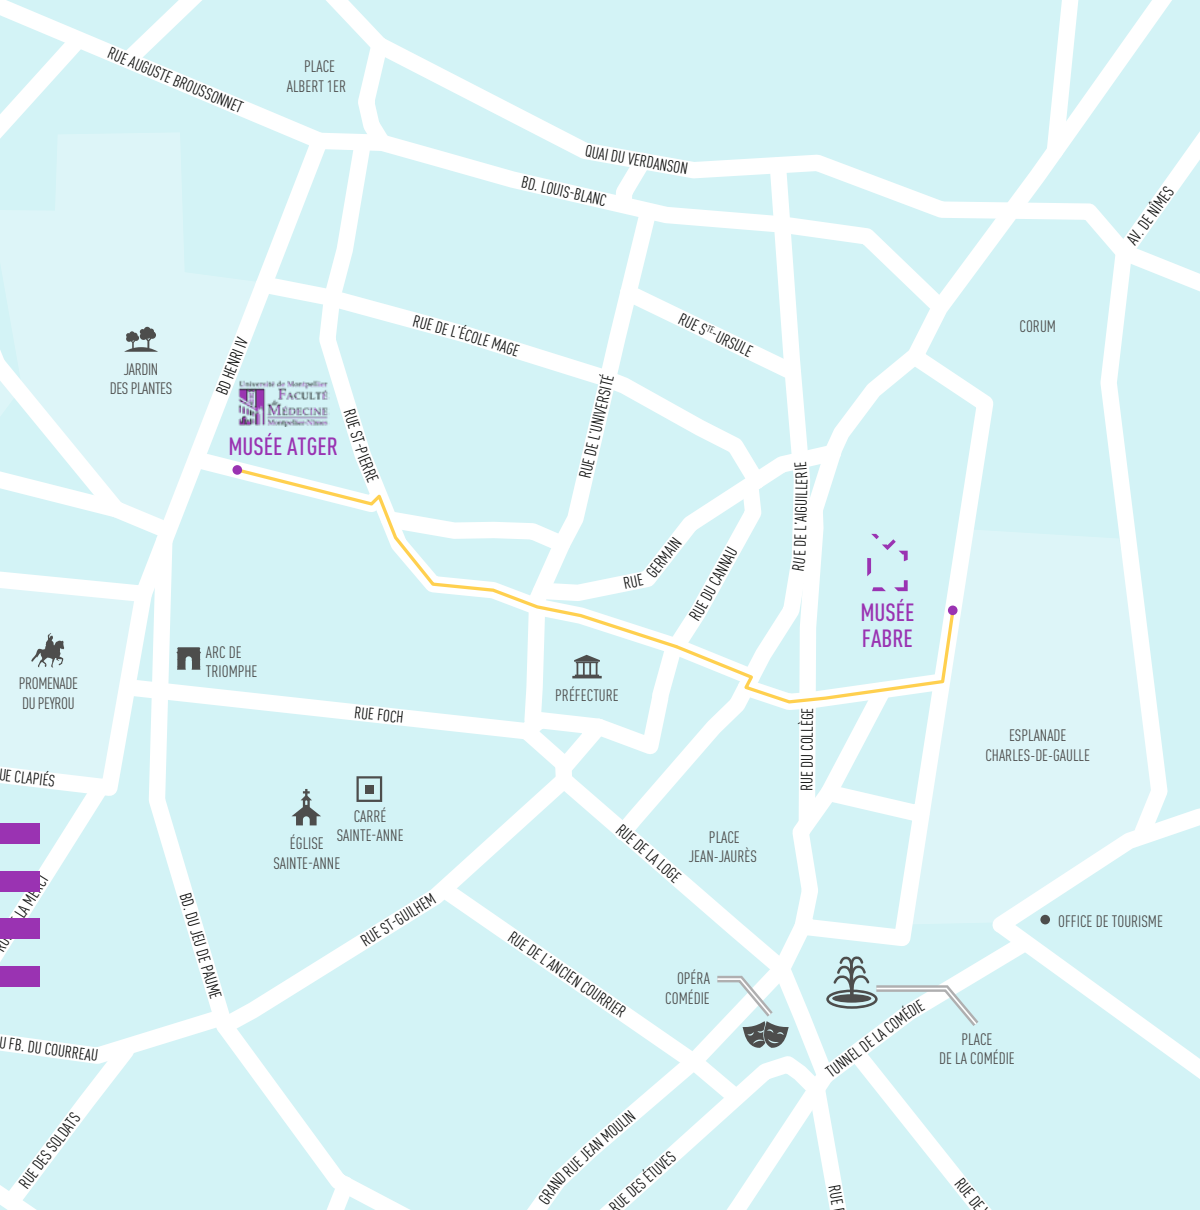 RUE AUGUSTE BROUSSONNET
PLACE
ALBERT 1ER
QUAI DU VERDANSON
BD. LOUIS-BLANC
AV. DE NÎMES
RUE STE-URSULE
CORUM
RUE DE L'ÉCOLE MAGE
BD HENRI IV
JARDIN
DES PLANTES
Université de Montpellier
FACULTÉ
de
MÉDECINE
Montpellier-Nîmes
MUSÉE ATGER
RUE ST-PIERRE
RUE DE L'UNIVERSITÉ
RUE DE L'AIGUILLERIE
RUE GERMAIN
RUE DU CANNAU
MUSÉE
FABRE
ARC DE
TRIOMPHE
PROMENADE
DU PEYROU
PRÉFECTURE
RUE FOCH
RUE DU COLLÈGE
ESPLANADE
CHARLES-DE-GAULLE
UE CLAPIÉS
CARRÉ
SAINTE-ANNE
ÉGLISE
SAINTE-ANNE
RUE DE LA LOGE
PLACE
JEAN-JAURÈS
LA MERCI
BD. DU JEU DE PAUME
RUE ST-GUILHEM
RUE DE L'ANCIEN COURRIER
OFFICE DE TOURISME
OPÉRA
COMÉDIE
TUNNEL DE LA COMÉDIE
PLACE
DE LA COMÉDIE
U FB. DU COURREAU
RUE DES SOLDATS
GRAND RUE JEAN MOULIN
RUE DES ÉTUVES
RUE
RUE DE